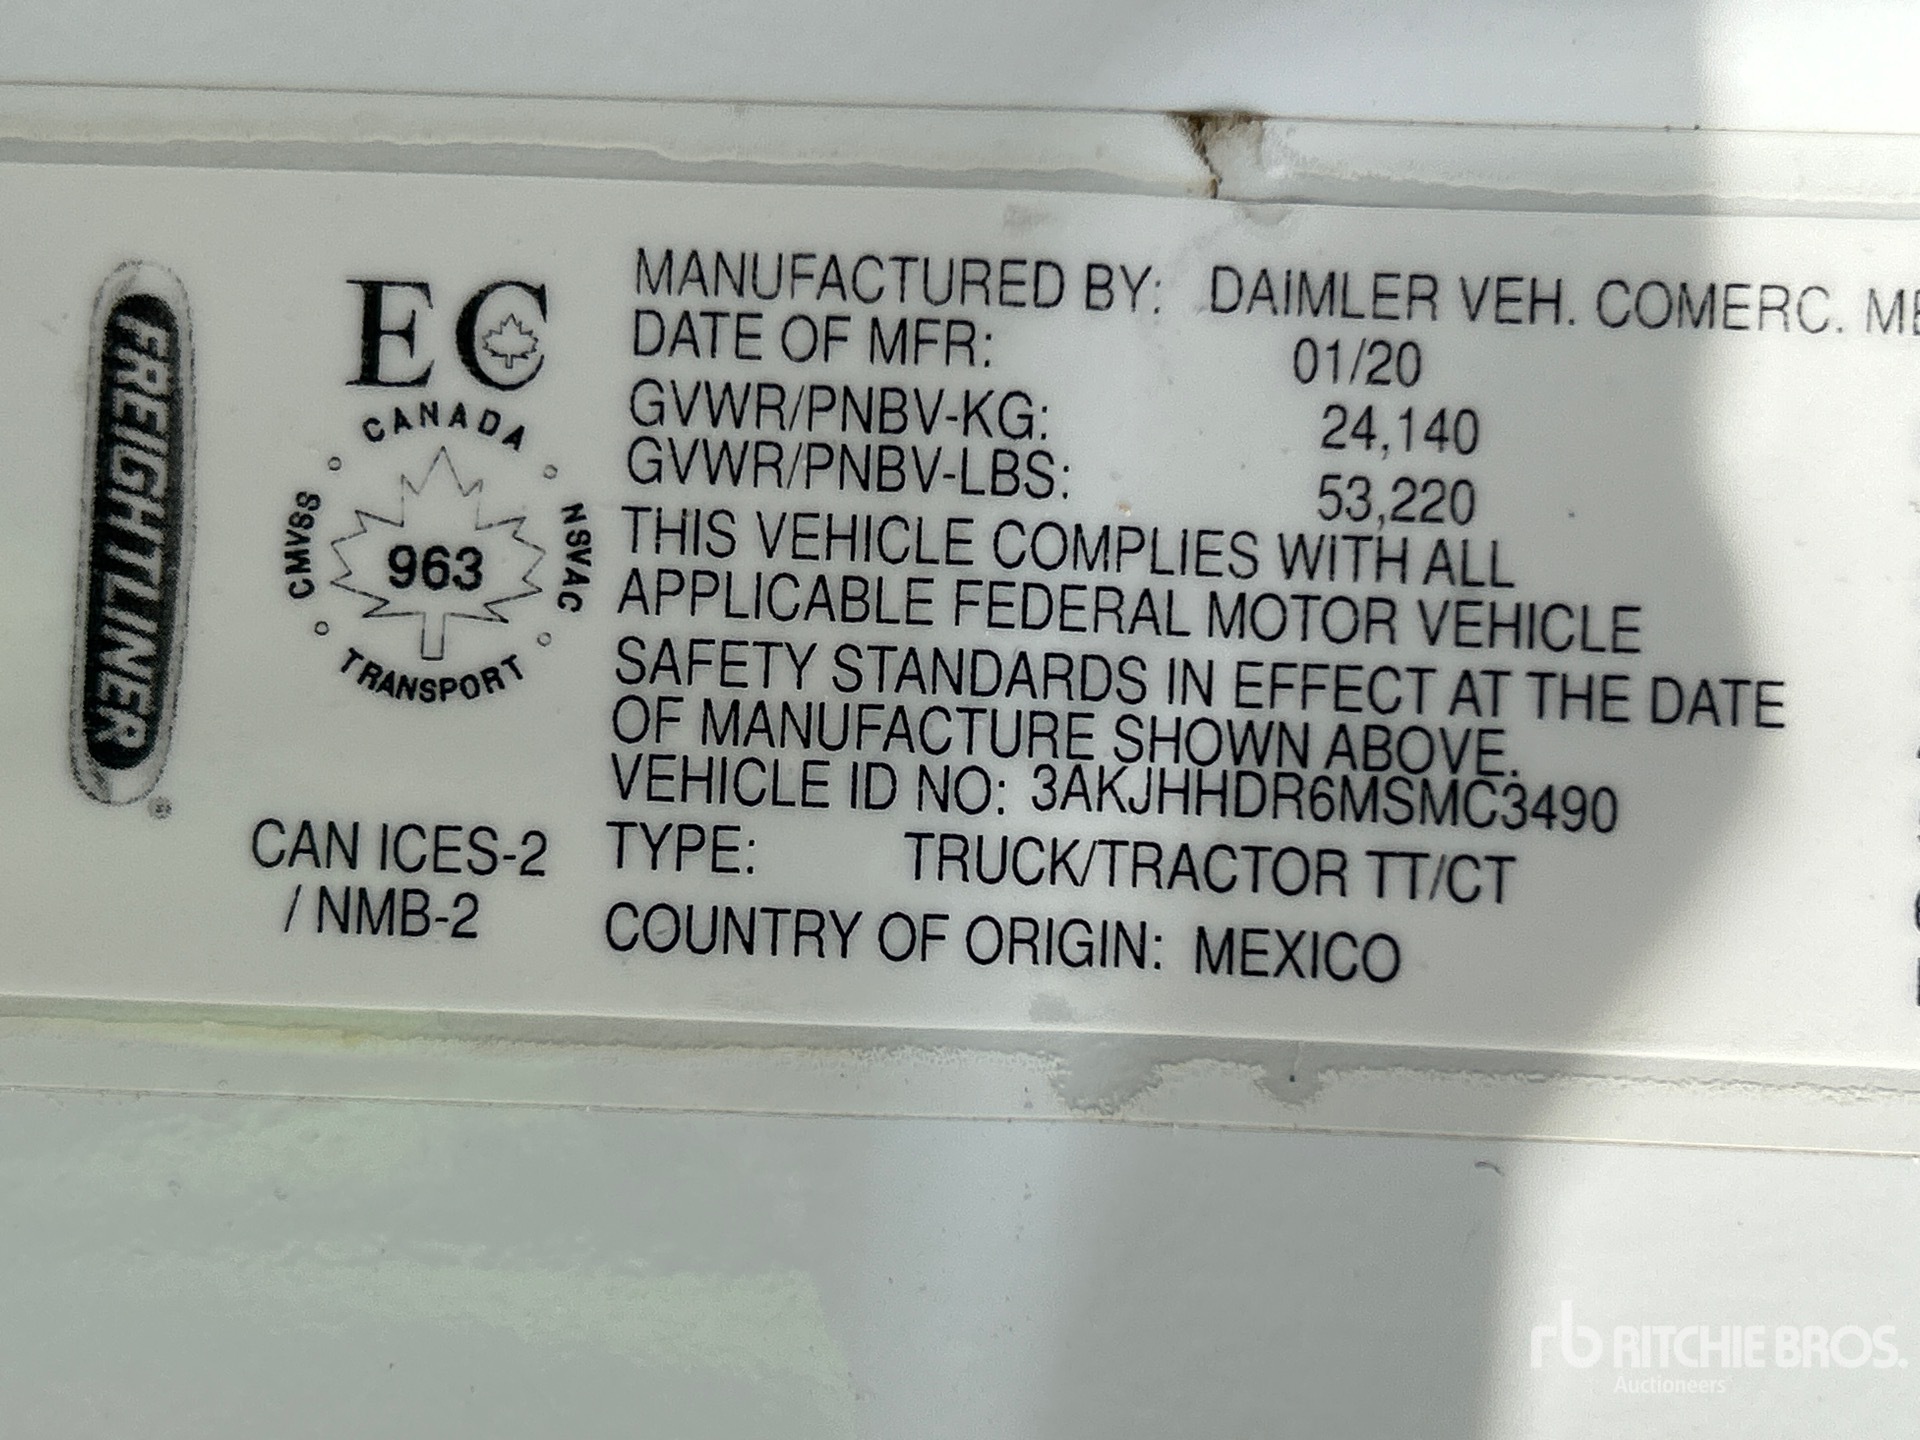 FREIGHTLINER
®
EC
CANADA
CMVSS
NSVAC
963
TRANSPORT
CAN ICES-2
/ NMB-2
MANUFACTURED BY: DAIMLER VEH. COMERC. ME
DATE OF MFR: 01/20
GVWR/PNBV-KG: 24,140
GVWR/PNBV-LBS: 53,220
THIS VEHICLE COMPLIES WITH ALL
APPLICABLE FEDERAL MOTOR VEHICLE
SAFETY STANDARDS IN EFFECT AT THE DATE
OF MANUFACTURE SHOWN ABOVE.
VEHICLE ID NO: 3AKJHHDR6MSMC3490
TYPE: TRUCK/TRACTOR TT/CT
COUNTRY OF ORIGIN: MEXICO
rb RITCHIE BROS.
Auctioneers